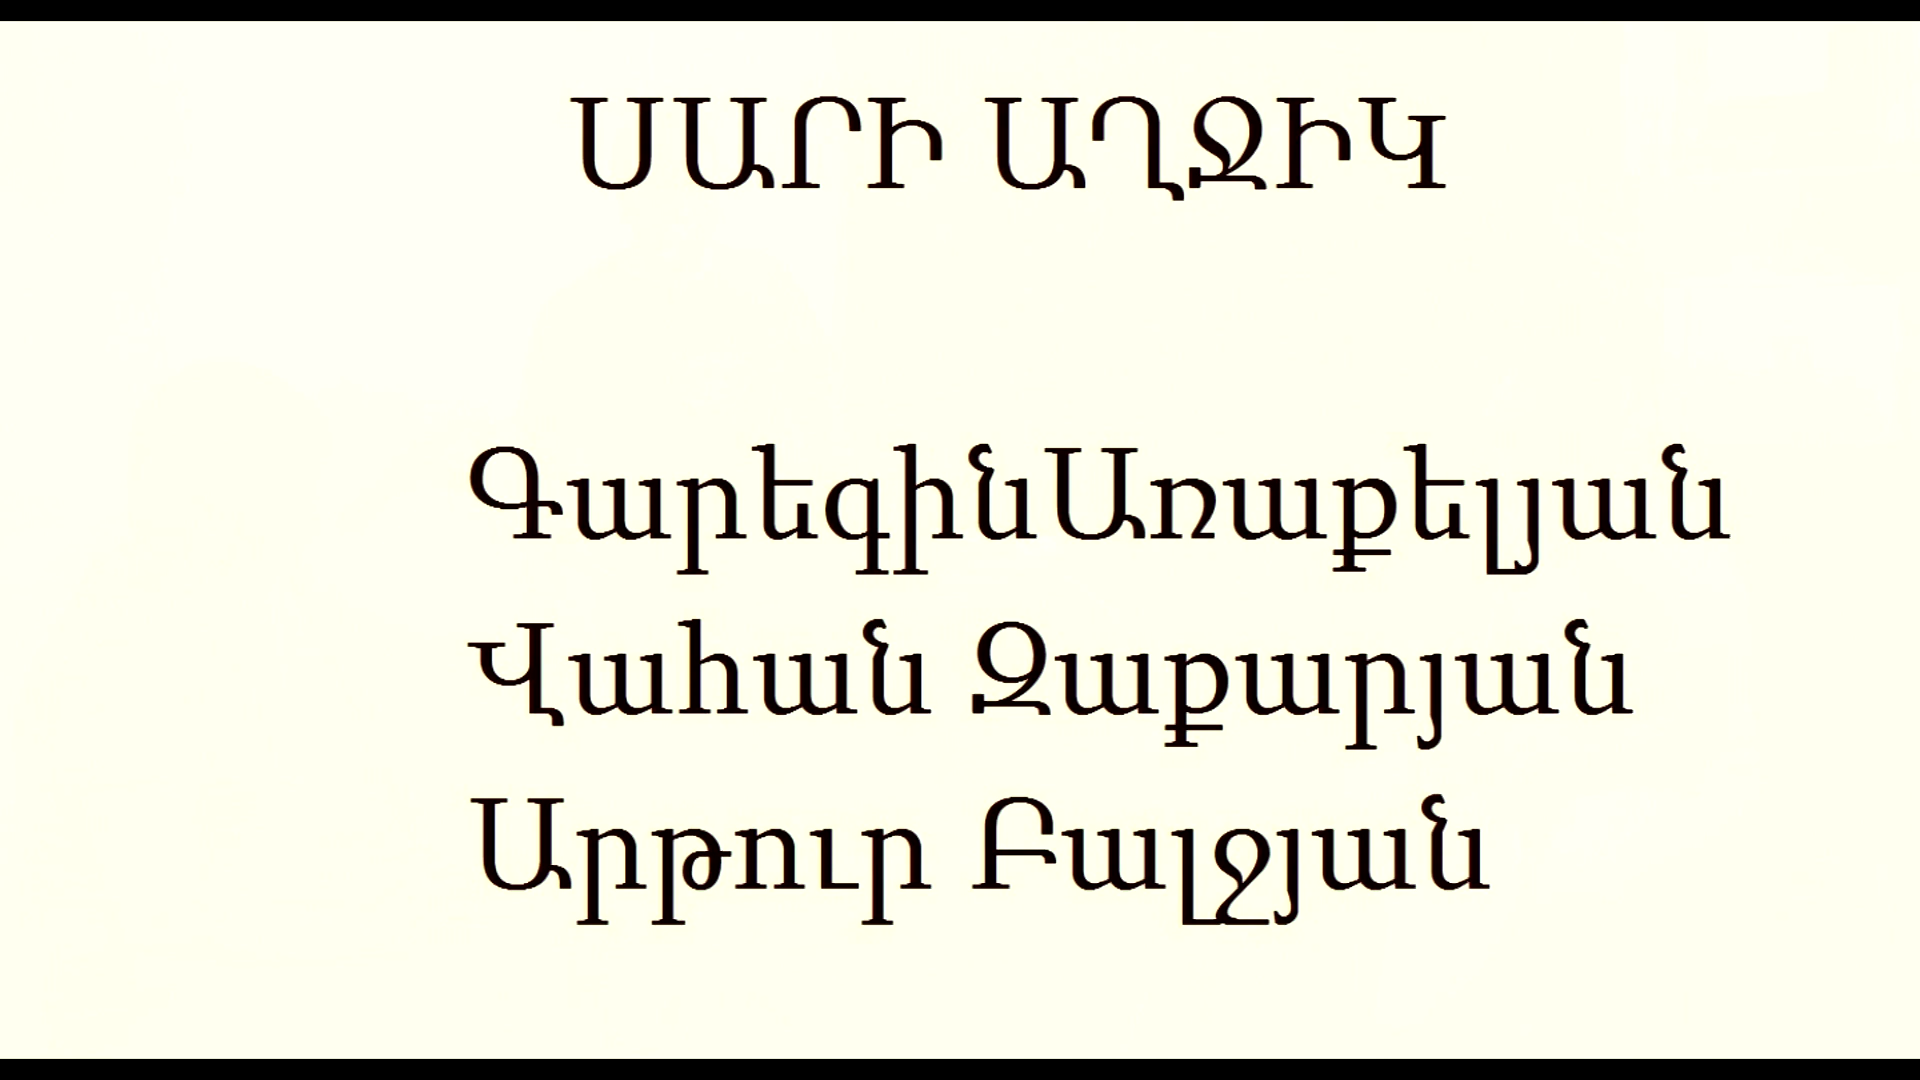 ՍԱՐԻ ԱՂՋԻԿ
ԳարեգինԱռաքելյան
Վահան Զաքարյան
Արթուր Բալջյան